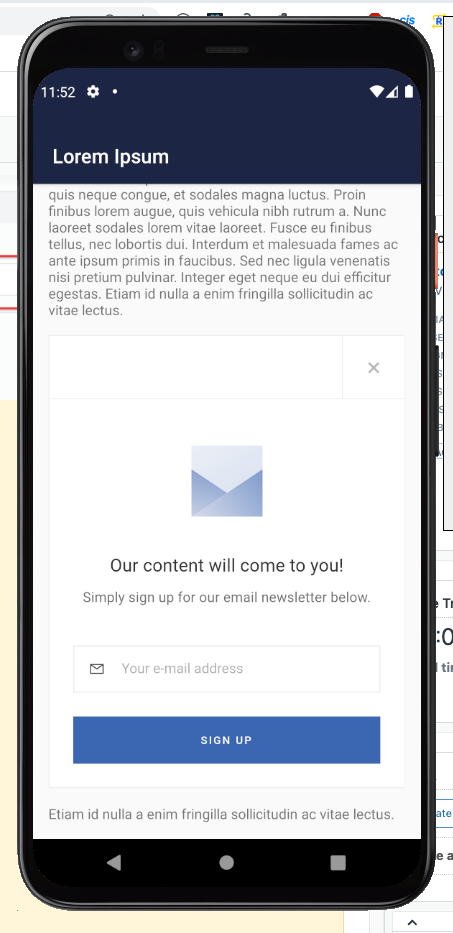 cis
R
11:52
Lorem Ipsum
quis neque congue, et sodales magna luctus. Proin
finibus lorem augue, quis vehicula nibh rutrum a. Nunc
laoreet sodales lorem vitae laoreet. Fusce eu finibus
tellus, nec lobortis dui. Interdum et malesuada fames ac
ante ipsum primis in faucibus. Sed nec ligula venenatis
nisi pretium pulvinar. Integer eget neque eu dui efficitur
egestas. Etiam id nulla a enim fringilla sollicitudin ac
vitae lectus.
Our content will come to you!
Simply sign up for our email newsletter below.
Your e-mail address
SIGN UP
Etiam id nulla a enim fringilla sollicitudin ac vitae lectus.